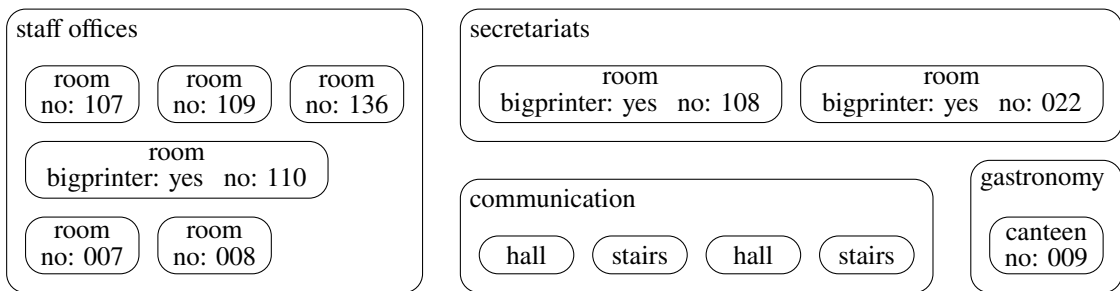 staff offices
room
no: 107
room
no: 109
room
no: 136
room
bigprinter: yes no: 110
room
no: 007
room
no: 008
secretariats
room
bigprinter: yes no: 108
room
bigprinter: yes no: 022
communication
hall
stairs
hall
stairs
gastronomy
canteen
no: 009